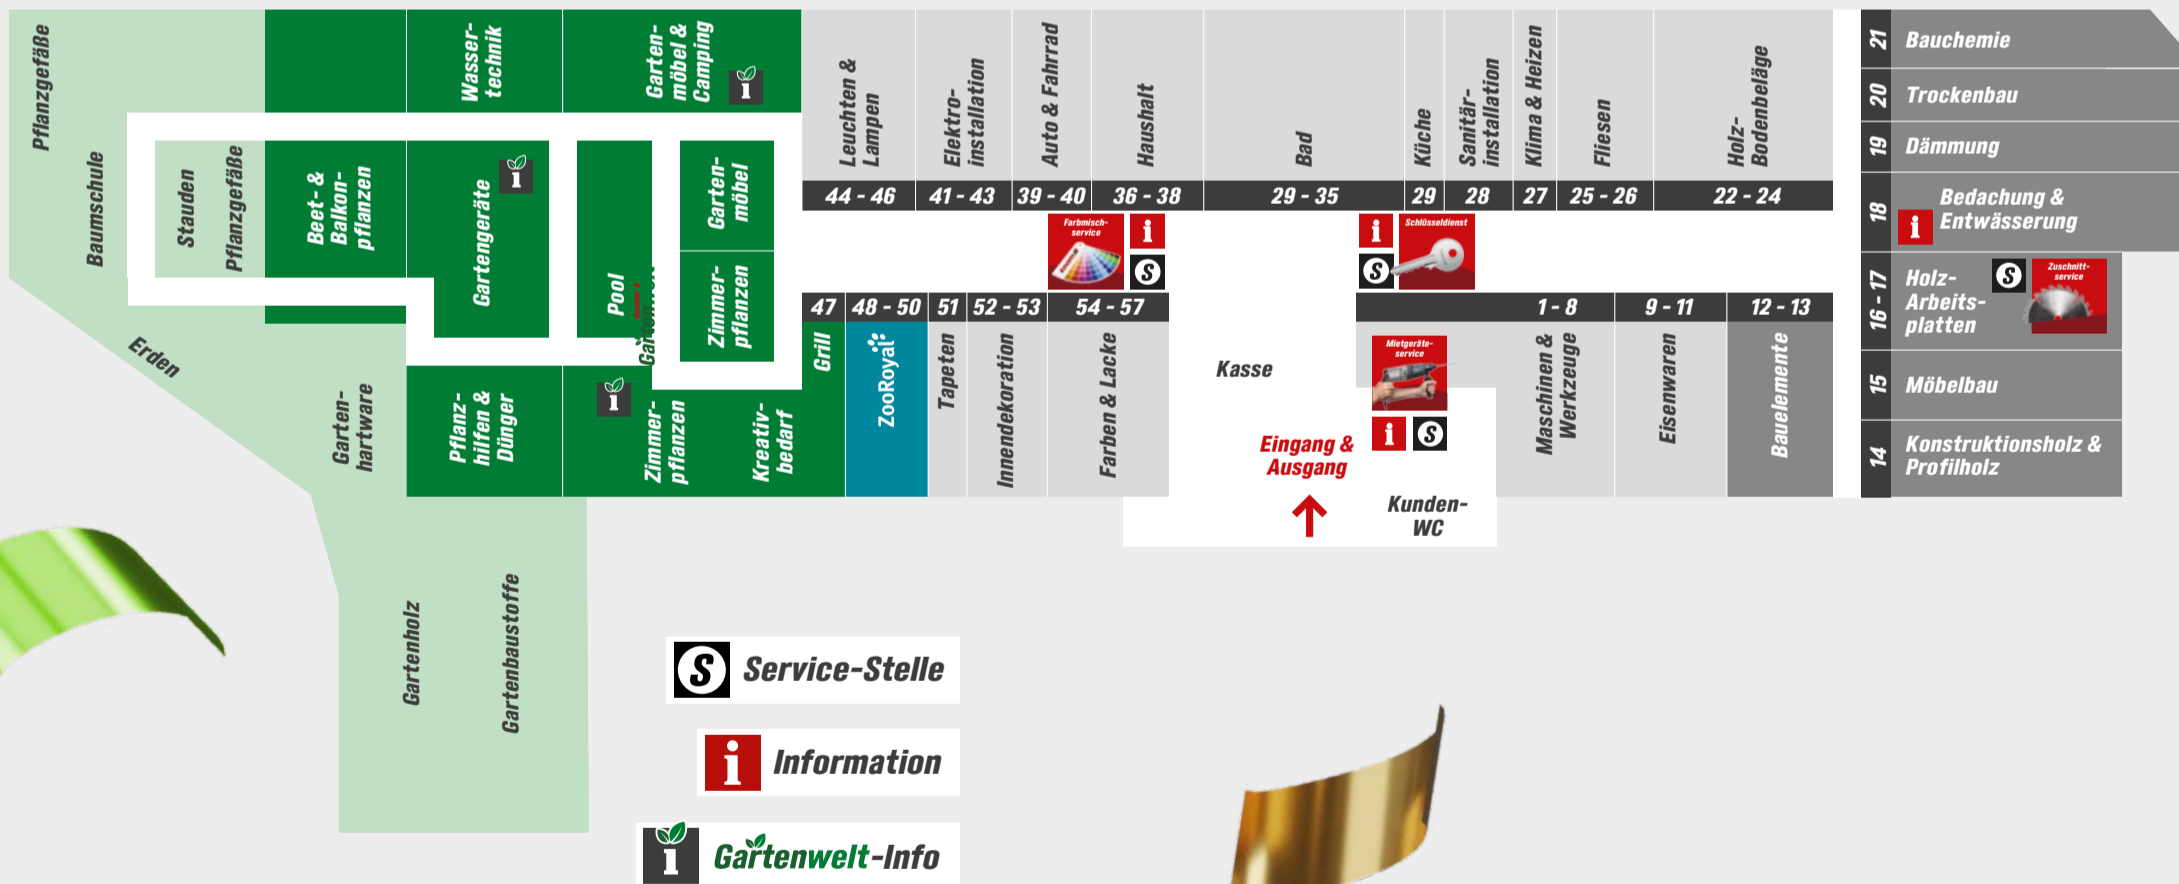 Pflanzgefäße
Baumschule
Stauden
Pflanzgefäße
Erden
Garten-
hartware
Gartenholz
Gartenbaustoffe
Wasser-
technik
Garten-
möbel &
Camping
Beet- &
Balkon-
pflanzen
Gartengeräte
Pool
Garten-
möbel
Zimmer-
pflanzen
Pflanz-
hilfen &
Dünger
Zimmer-
pflanzen
Kreativ-
bedarf
Leuchten &
Lampen
Elektro-
installation
Auto & Fahrrad
Haushalt
Bad
Küche
Sanitär-
installation
Klima & Heizen
Fliesen
Holz-
Bodenbeläge
44 - 46
41 - 43
39 - 40
36 - 38
29 - 35
29
28
27
25 - 26
22 - 24
Farbmisch-
service
i
S
i
S
Schlüsseldienst
47
48 - 50
51
52 - 53
54 - 57
1 - 8
9 - 11
12 - 13
Grill
ZooRoyal
Tapeten
Innendekoration
Farben & Lacke
Kasse
Mietgeräte-
service
i
S
Eingang &
Ausgang
Kunden-
WC
Maschinen &
Werkzeuge
Eisenwaren
Bauelemente
21
Bauchemie
20
Trockenbau
19
Dämmung
18
i
Bedachung &
Entwässerung
16 - 17
Holz-
Arbeits-
platten
S
Zuschnitt-
service
15
Möbelbau
14
Konstruktionsholz &
Profilholz
S Service-Stelle
i Information
i Gartenwelt-Info